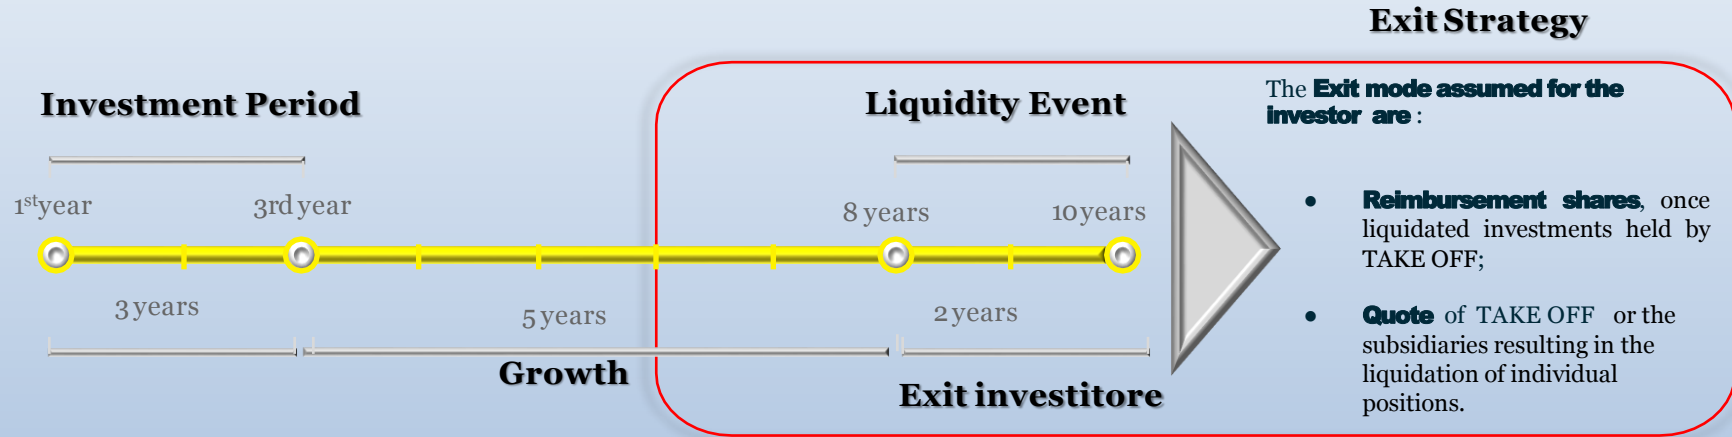 Exit Strategy
Investment Period
Liquidity Event
The Exit mode assumed for the
investor are :
1st year
3rd year
8 years
10 years
● Reimbursement shares, once
liquidated investments held by
TAKE OFF;
3 years
5 years
2 years
● Quote of TAKE OFF or the
subsidiaries resulting in the
liquidation of individual
positions.
Growth
Exit investitore